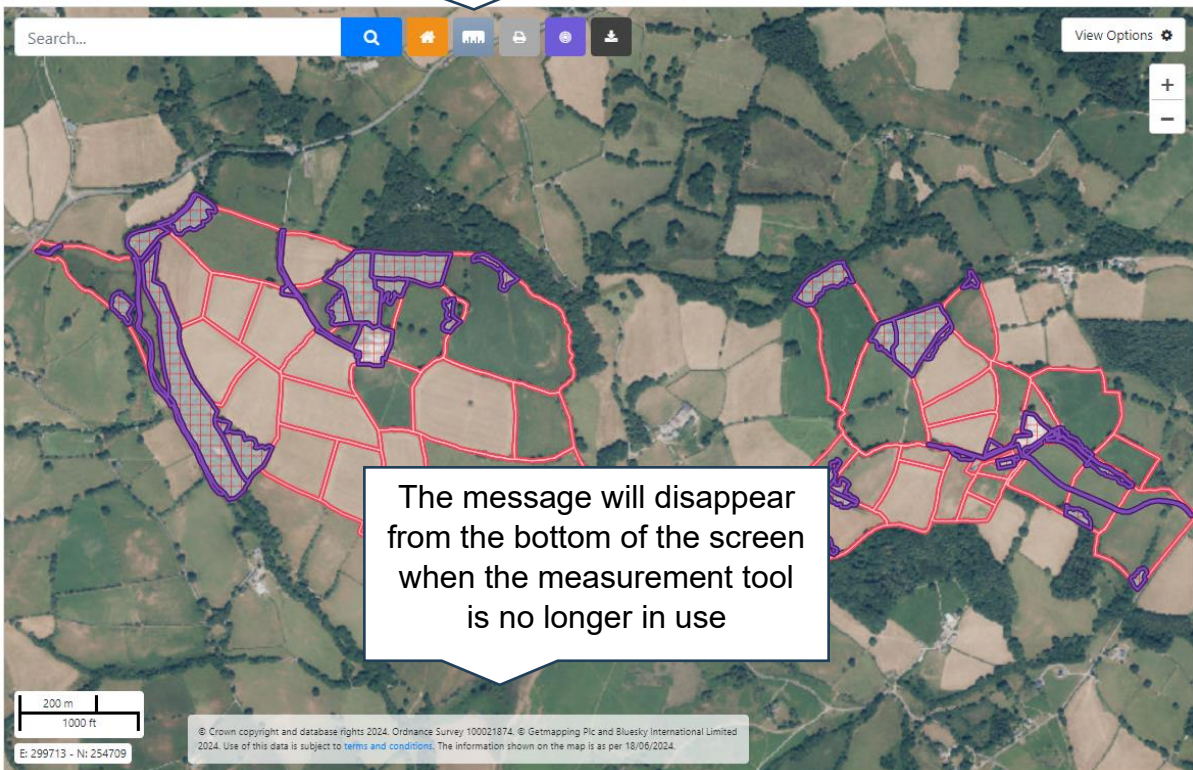 Search...
View Options
+
−
The message will disappear
from the bottom of the screen
when the measurement tool
is no longer in use
200 m
1000 ft
© Crown copyright and database rights 2024. Ordnance Survey 100021874. © Getmapping Plc and Bluesky International Limited
2024. Use of this data is subject to terms and conditions. The information shown on the map is as per 18/06/2024.
E: 299713 - N: 254709